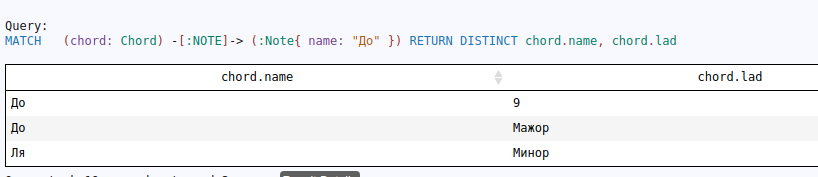 Query:
MATCH (chord: Chord) -[:NOTE]-> (:Note{ name: "До" }) RETURN DISTINCT chord.name, chord.lad
chord.name chord.lad
До 9
До Мажор
Ля Минор